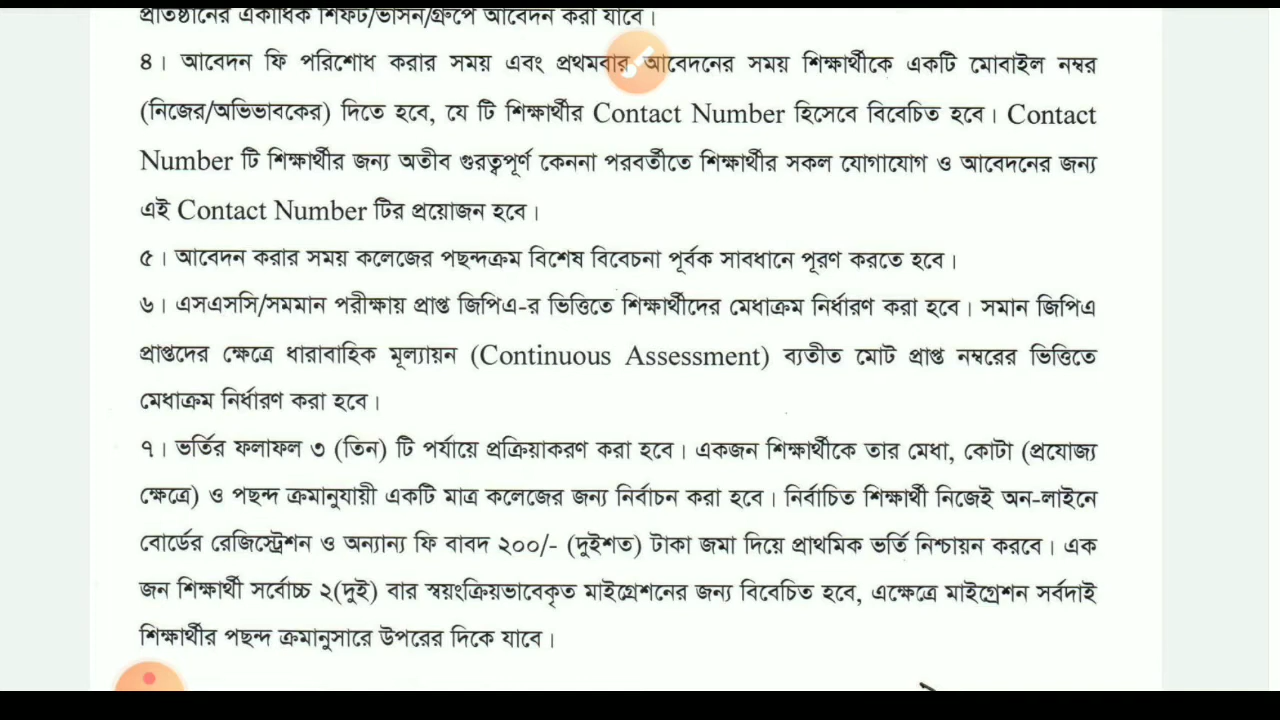 প্রতিষ্ঠানের একাধিক শিফট/ভার্সন/গ্রুপে আবেদন করা যাবে।
৪। আবেদন ফি পরিশোধ করার সময় এবং প্রথমবার আবেদনের সময় শিক্ষার্থীকে একটি মোবাইল নম্বর
(নিজের/অভিভাবকের) দিতে হবে, যে টি শিক্ষার্থীর Contact Number হিসেবে বিবেচিত হবে। Contact
Number টি শিক্ষার্থীর জন্য অতীব গুরত্বপূর্ণ কেননা পরবর্তীতে শিক্ষার্থীর সকল যোগাযোগ ও আবেদনের জন্য
এই Contact Number টির প্রয়োজন হবে।
৫। আবেদন করার সময় কলেজের পছন্দক্রম বিশেষ বিবেচনা পূর্বক সাবধানে পূরণ করতে হবে।
৬। এসএসসি/সমমান পরীক্ষায় প্রাপ্ত জিপিএ-র ভিত্তিতে শিক্ষার্থীদের মেধাক্রম নির্ধারণ করা হবে। সমান জিপিএ
প্রাপ্তদের ক্ষেত্রে ধারাবাহিক মূল্যায়ন (Continuous Assessment) ব্যতীত মোট প্রাপ্ত নম্বরের ভিত্তিতে
মেধাক্রম নির্ধারণ করা হবে।
৭। ভর্তির ফলাফল ৩ (তিন) টি পর্যায়ে প্রক্রিয়াকরণ করা হবে। একজন শিক্ষার্থীকে তার মেধা, কোটা (প্রযোজ্য
ক্ষেত্রে) ও পছন্দ ক্রমানুযায়ী একটি মাত্র কলেজের জন্য নির্বাচন করা হবে। নির্বাচিত শিক্ষার্থী নিজেই অন-লাইনে
বোর্ডের রেজিস্ট্রেশন ও অন্যান্য ফি বাবদ ২০০/- (দুইশত) টাকা জমা দিয়ে প্রাথমিক ভর্তি নিশ্চায়ন করবে। এক
জন শিক্ষার্থী সর্বোচ্চ ২(দুই) বার স্বয়ংক্রিয়ভাবেকৃত মাইগ্রেশনের জন্য বিবেচিত হবে, এক্ষেত্রে মাইগ্রেশন সর্বদাই
শিক্ষার্থীর পছন্দ ক্রমানুসারে উপরের দিকে যাবে।